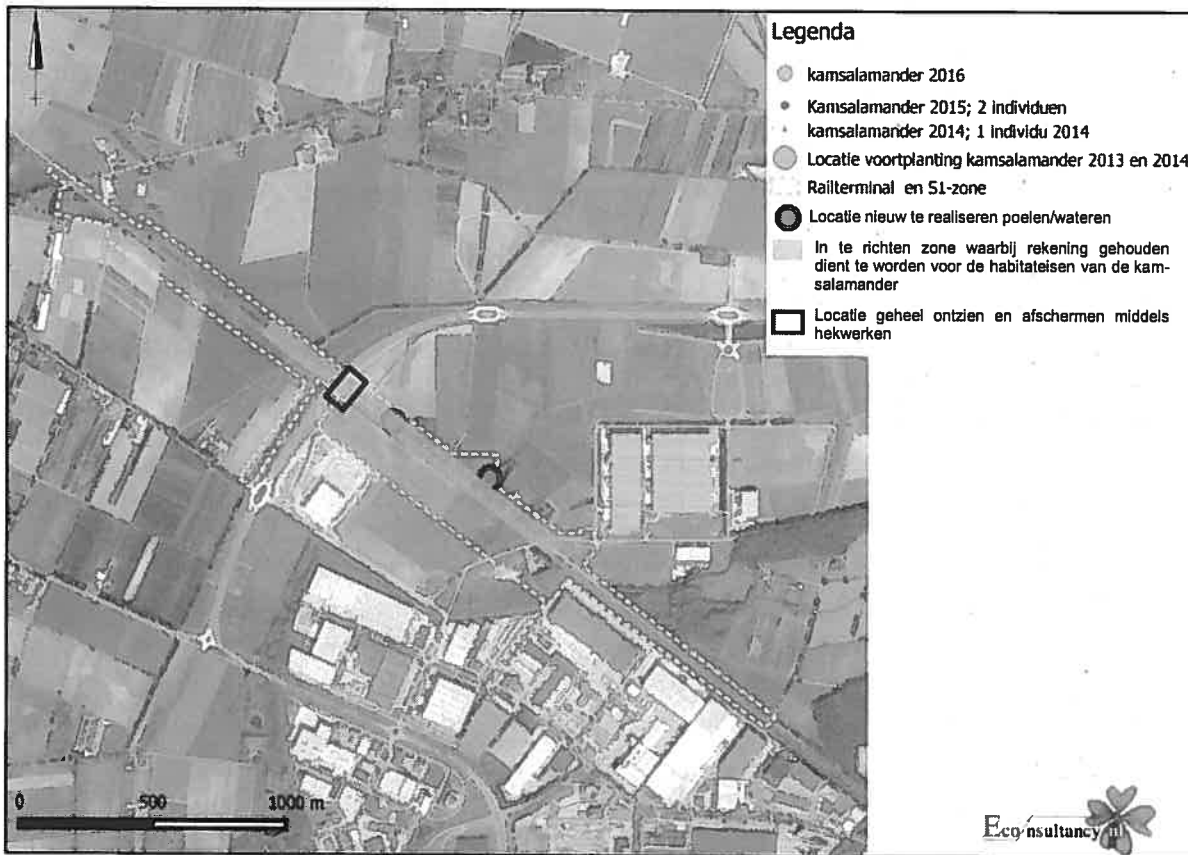 Legenda
kamsalamander 2016
Kamsalamander 2015; 2 individuen
kamsalamander 2014; 1 individu 2014
Locatie voortplanting kamsalamander 2013 en 2014
Railterminal en S1-zone
Locatie nieuw te realiseren poelen/wateren
In te richten zone waarbij rekening gehouden
dient te worden voor de habitateisen van de kam-
salamander
Locatie geheel ontzien en afschermen middels
hekwerken
0 500 1000 m
Econsultancy.nl